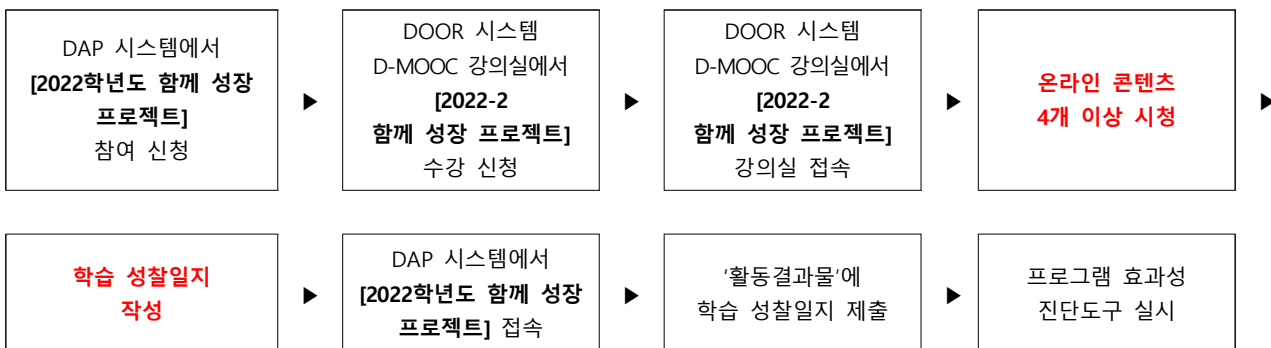 DAP 시스템에서
[2022학년도 함께 성장
프로젝트]
참여 신청
▶
DOOR 시스템
D-MOOC 강의실에서
[2022-2
함께 성장 프로젝트]
수강 신청
▶
DOOR 시스템
D-MOOC 강의실에서
[2022-2
함께 성장 프로젝트]
강의실 접속
▶
온라인 콘텐츠
4개 이상 시청
▶
학습 성찰일지
작성
▶
DAP 시스템에서
[2022학년도 함께 성장
프로젝트] 접속
▶
'활동결과물'에
학습 성찰일지 제출
▶
프로그램 효과성
진단도구 실시